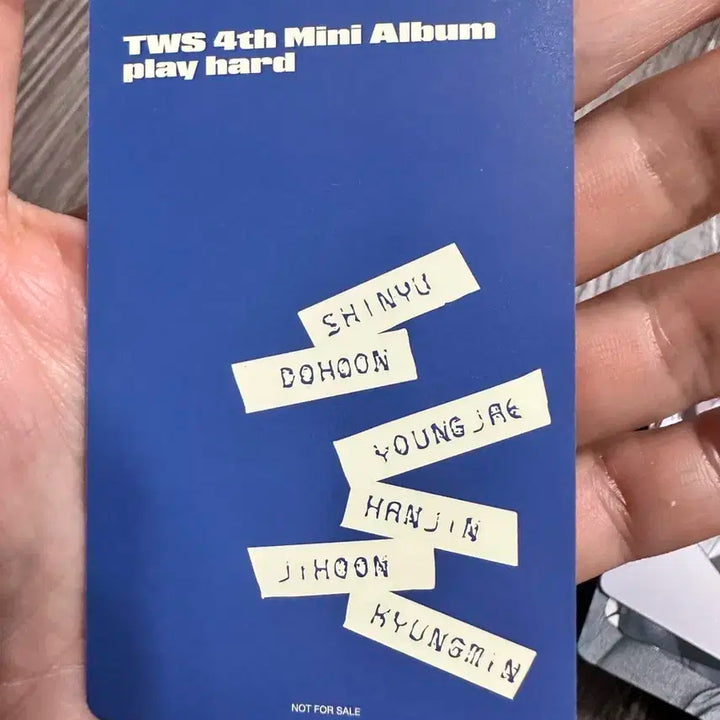 TWS 4th Mini Album
play hard
SHINYU
DOHOON
YOUNGJAE
HANJIN
JIHOON
KYUNGMIN
NOT FOR SALE